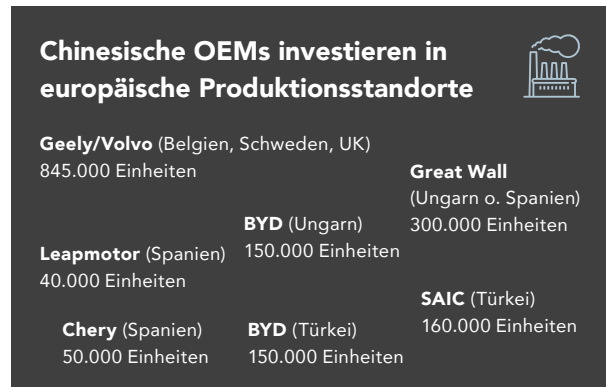 Chinesische OEMs investieren in
europäische Produktionsstandorte
Geely/Volvo (Belgien, Schweden, UK)
845.000 Einheiten
Great Wall
(Ungarn o. Spanien)
300.000 Einheiten
BYD (Ungarn)
150.000 Einheiten
Leapmotor (Spanien)
40.000 Einheiten
SAIC (Türkei)
160.000 Einheiten
Chery (Spanien)
50.000 Einheiten
BYD (Türkei)
150.000 Einheiten